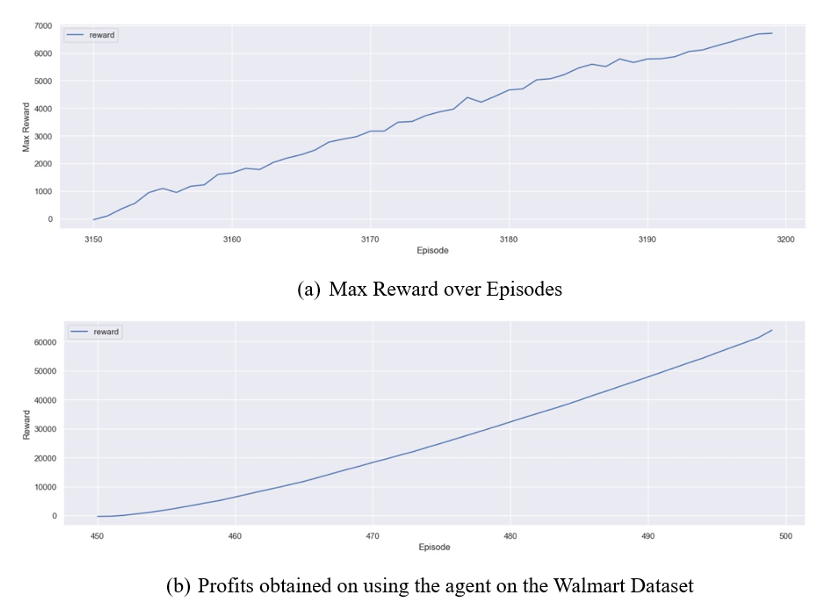 7000
reward
6000
5000
4000
3000
2000
1000
0
Max Reward
3150 3160 3170 3180 3190 3200
Episode
(a) Max Reward over Episodes
reward
60000
50000
40000
30000
20000
10000
0
Reward
450 460 470 480 490 500
Episode
(b) Profits obtained on using the agent on the Walmart Dataset